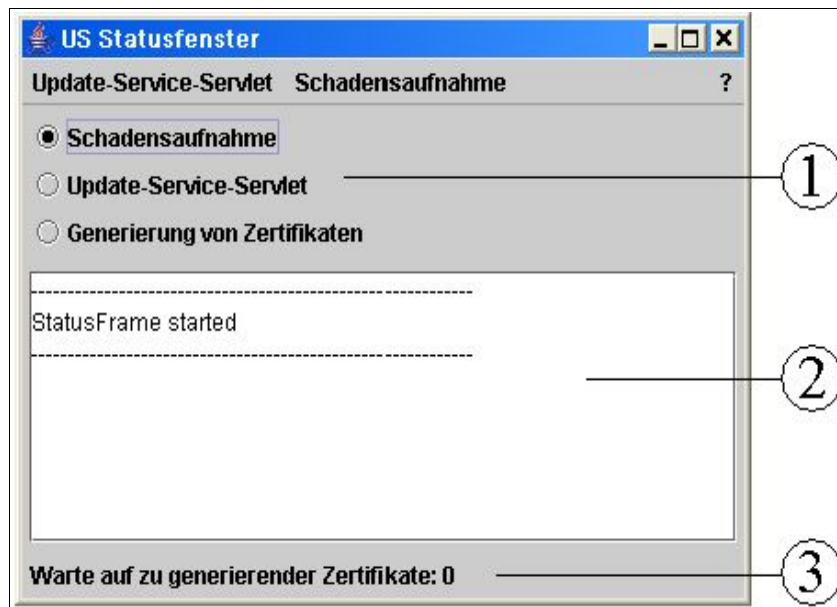 US Statusfenster
Update-Service-Servlet Schadensaufnahme ?
Schadensaufnahme
Update-Service-Servlet
1
Generierung von Zertifikaten
StatusFrame started
2
Warte auf zu generierender Zertifikate: 0
3